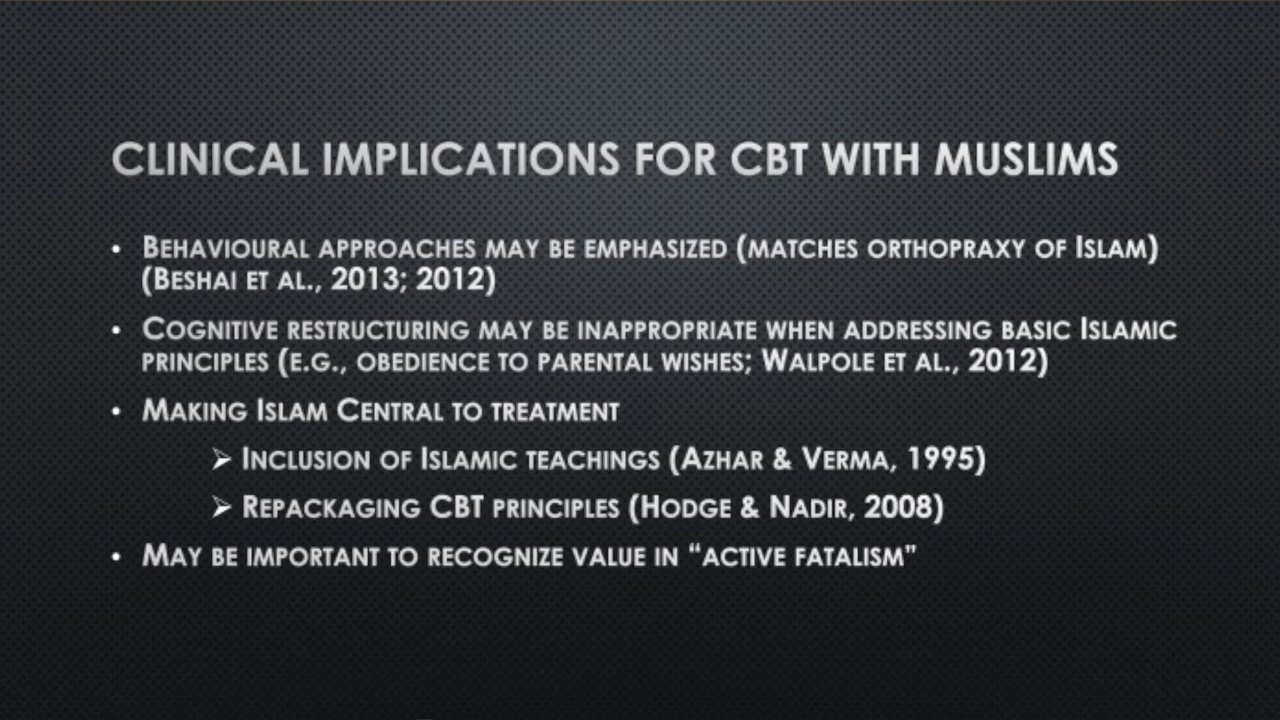 CLINICAL IMPLICATIONS FOR CBT WITH MUSLIMS
• BEHAVIOURAL APPROACHES MAY BE EMPHASIZED (MATCHES ORTHOPRAXY OF ISLAM)
(BESHAI ET AL., 2013; 2012)
• COGNITIVE RESTRUCTURING MAY BE INAPPROPRIATE WHEN ADDRESSING BASIC ISLAMIC
PRINCIPLES (E.G., OBEDIENCE TO PARENTAL WISHES; WALPOLE ET AL., 2012)
• MAKING ISLAM CENTRAL TO TREATMENT
➢ INCLUSION OF ISLAMIC TEACHINGS (AZHAR & VERMA, 1995)
➢ REPACKAGING CBT PRINCIPLES (HODGE & NADIR, 2008)
• MAY BE IMPORTANT TO RECOGNIZE VALUE IN “ACTIVE FATALISM”